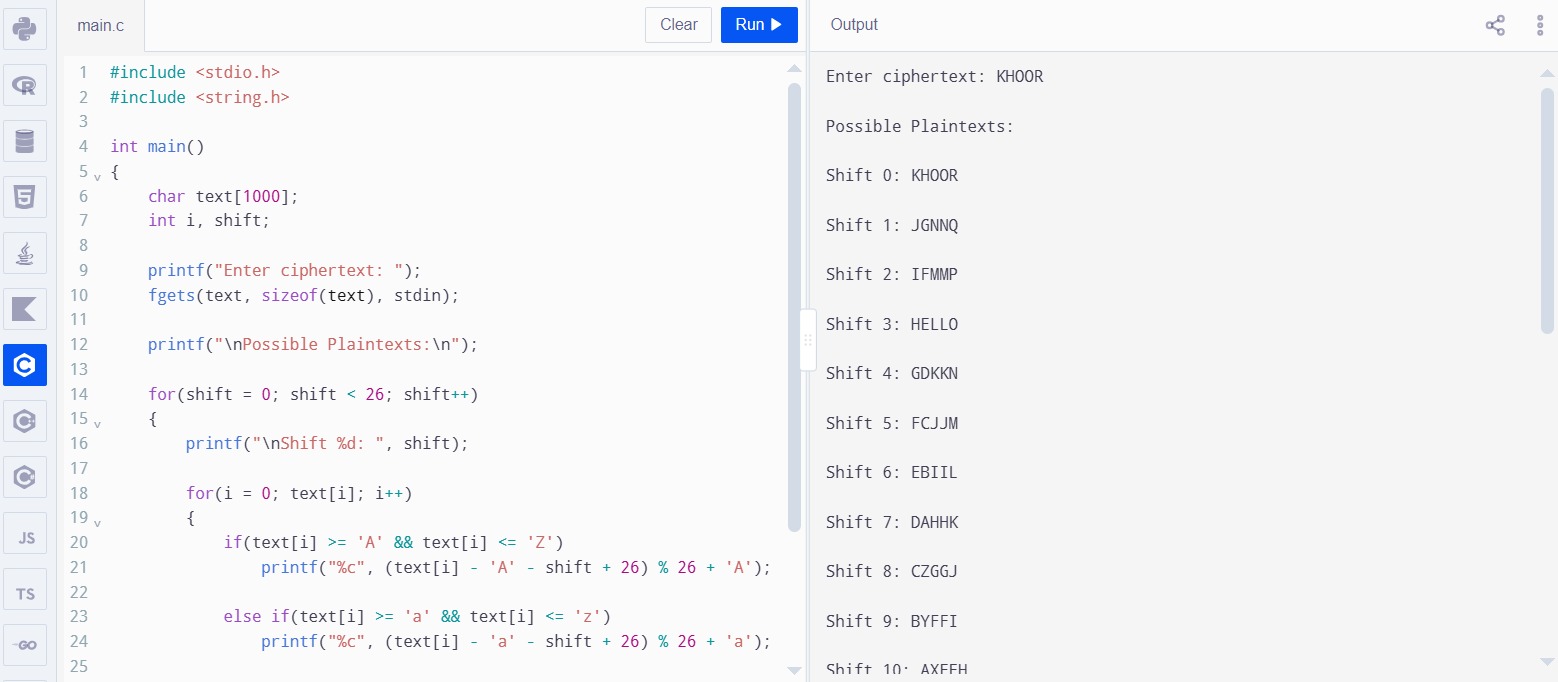 main.c
Clear
Run
Output
1 #include <stdio.h>
2 #include <string.h>
3
4 int main()
5 {
6 char text[1000];
7 int i, shift;
8
9 printf("Enter ciphertext: ");
10 fgets(text, sizeof(text), stdin);
11
12 printf("\nPossible Plaintexts:\n");
13
14 for(shift = 0; shift < 26; shift++)
15 {
16 printf("\nShift %d: ", shift);
17
18 for(i = 0; text[i]; i++)
19 {
20 if(text[i] >= 'A' && text[i] <= 'Z')
21 printf("%c", (text[i] - 'A' - shift + 26) % 26 + 'A');
22
23 else if(text[i] >= 'a' && text[i] <= 'z')
24 printf("%c", (text[i] - 'a' - shift + 26) % 26 + 'a');
25
JS
TS
GO
Enter ciphertext: KHOOR
Possible Plaintexts:
Shift 0: KHOOR
Shift 1: JGNNQ
Shift 2: IFMMP
Shift 3: HELLO
Shift 4: GDKKN
Shift 5: FCJJM
Shift 6: EBIIL
Shift 7: DAHHK
Shift 8: CZGGJ
Shift 9: BYFFI
Shift 10: AXEEH